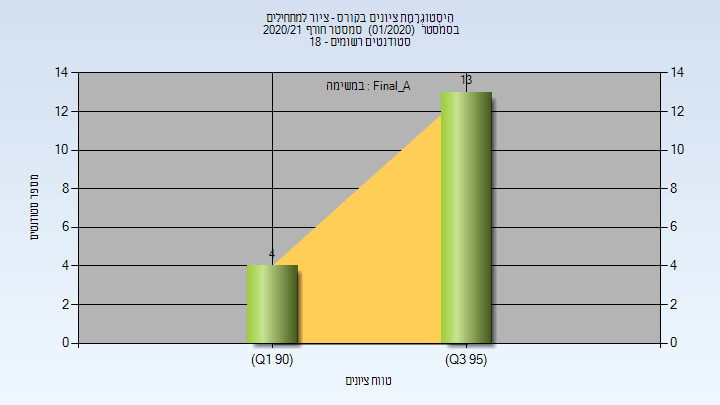 היסטוגרמת ציונים בקורס - ציור למתחילים
בסמסטר (01/2020) סמסטר חורף 2020/21
סטודנטים רשומים - 18
במשימה : Final_A
14 14
12 12
10 10
8 8
6 6
4 4
2 2
0 0
13
4
מספר סטודנטים
(Q1 90) (Q3 95)
טווח ציונים